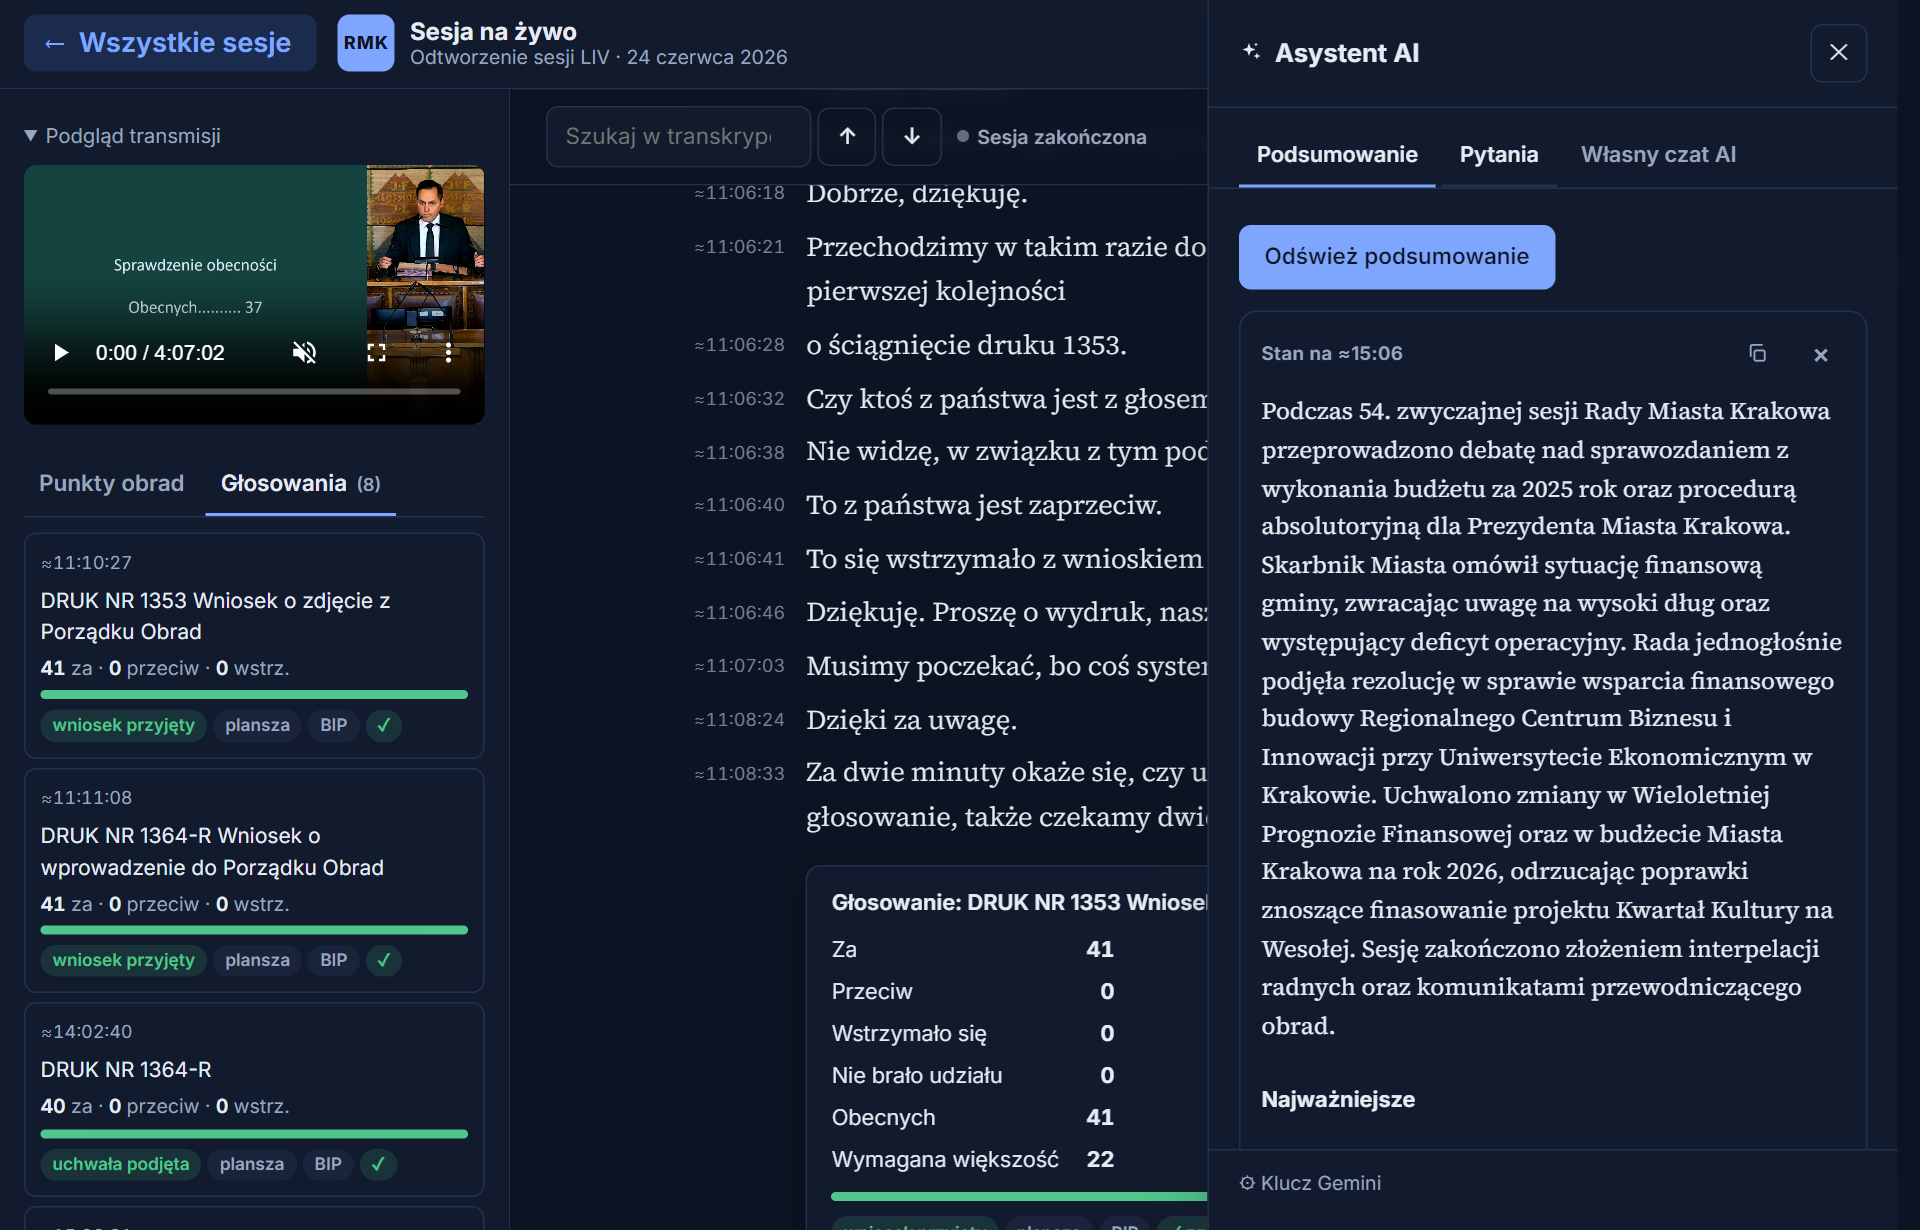 ← Wszystkie sesje
RMK
Sesja na żywo
Odtworzenie sesji LIV · 24 czerwca 2026
▼ Podgląd transmisji
Sprawdzenie obecności
Obecnych.......... 37
0:00 / 4:07:02
Punkty obrad
Głosowania (8)
≈11:10:27
DRUK NR 1353 Wniosek o zdjęcie z
Porządku Obrad
41 za · 0 przeciw · 0 wstrz.
wniosek przyjęty plansza BIP ✓
≈11:11:08
DRUK NR 1364-R Wniosek o
wprowadzenie do Porządku Obrad
41 za · 0 przeciw · 0 wstrz.
wniosek przyjęty plansza BIP ✓
≈14:02:40
DRUK NR 1364-R
40 za · 0 przeciw · 0 wstrz.
uchwała podjęta plansza BIP ✓
Szukaj w transkryp
↑ ↓
Sesja zakończona
≈11:06:18 Dobrze, dziękuję.
≈11:06:21 Przechodzimy w takim razie do
pierwszej kolejności
≈11:06:28 o ściągnięcie druku 1353.
≈11:06:32 Czy ktoś z państwa jest z głosem
≈11:06:38 Nie widzę, w związku z tym pod
≈11:06:40 To z państwa jest zaprzeciw.
≈11:06:41 To się wstrzymało z wnioskiem
≈11:06:46 Dziękuję. Proszę o wydruk, nasz
≈11:07:03 Musimy poczekać, bo coś system
≈11:08:24 Dzięki za uwagę.
≈11:08:33 Za dwie minuty okaże się, czy u
głosowanie, także czekamy dwi
Głosowanie: DRUK NR 1353 Wniosek
Za 41
Przeciw 0
Wstrzymało się 0
Nie brało udziału 0
Obecnych 41
Wymagana większość 22
Asystent AI
Podsumowanie
Pytania
Własny czat AI
Odśwież podsumowanie
Stan na ≈15:06
Podczas 54. zwyczajnej sesji Rady Miasta Krakowa
przeprowadzono debatę nad sprawozdaniem z
wykonania budżetu za 2025 rok oraz procedurą
absolutoryjną dla Prezydenta Miasta Krakowa.
Skarbnik Miasta omówił sytuację finansową
gminy, zwracając uwagę na wysoki dług oraz
występujący deficyt operacyjny. Rada jednogłośnie
podjęła rezolucję w sprawie wsparcia finansowego
budowy Regionalnego Centrum Biznesu i
Innowacji przy Uniwersytecie Ekonomicznym w
Krakowie. Uchwalono zmiany w Wieloletniej
Prognozie Finansowej oraz w budżecie Miasta
Krakowa na rok 2026, odrzucając poprawki
znoszące finasowanie projektu Kwartał Kultury na
Wesołej. Sesję zakończono złożeniem interpelacji
radnych oraz komunikatami przewodniczącego
obrad.
Najważniejsze
Klucz Gemini